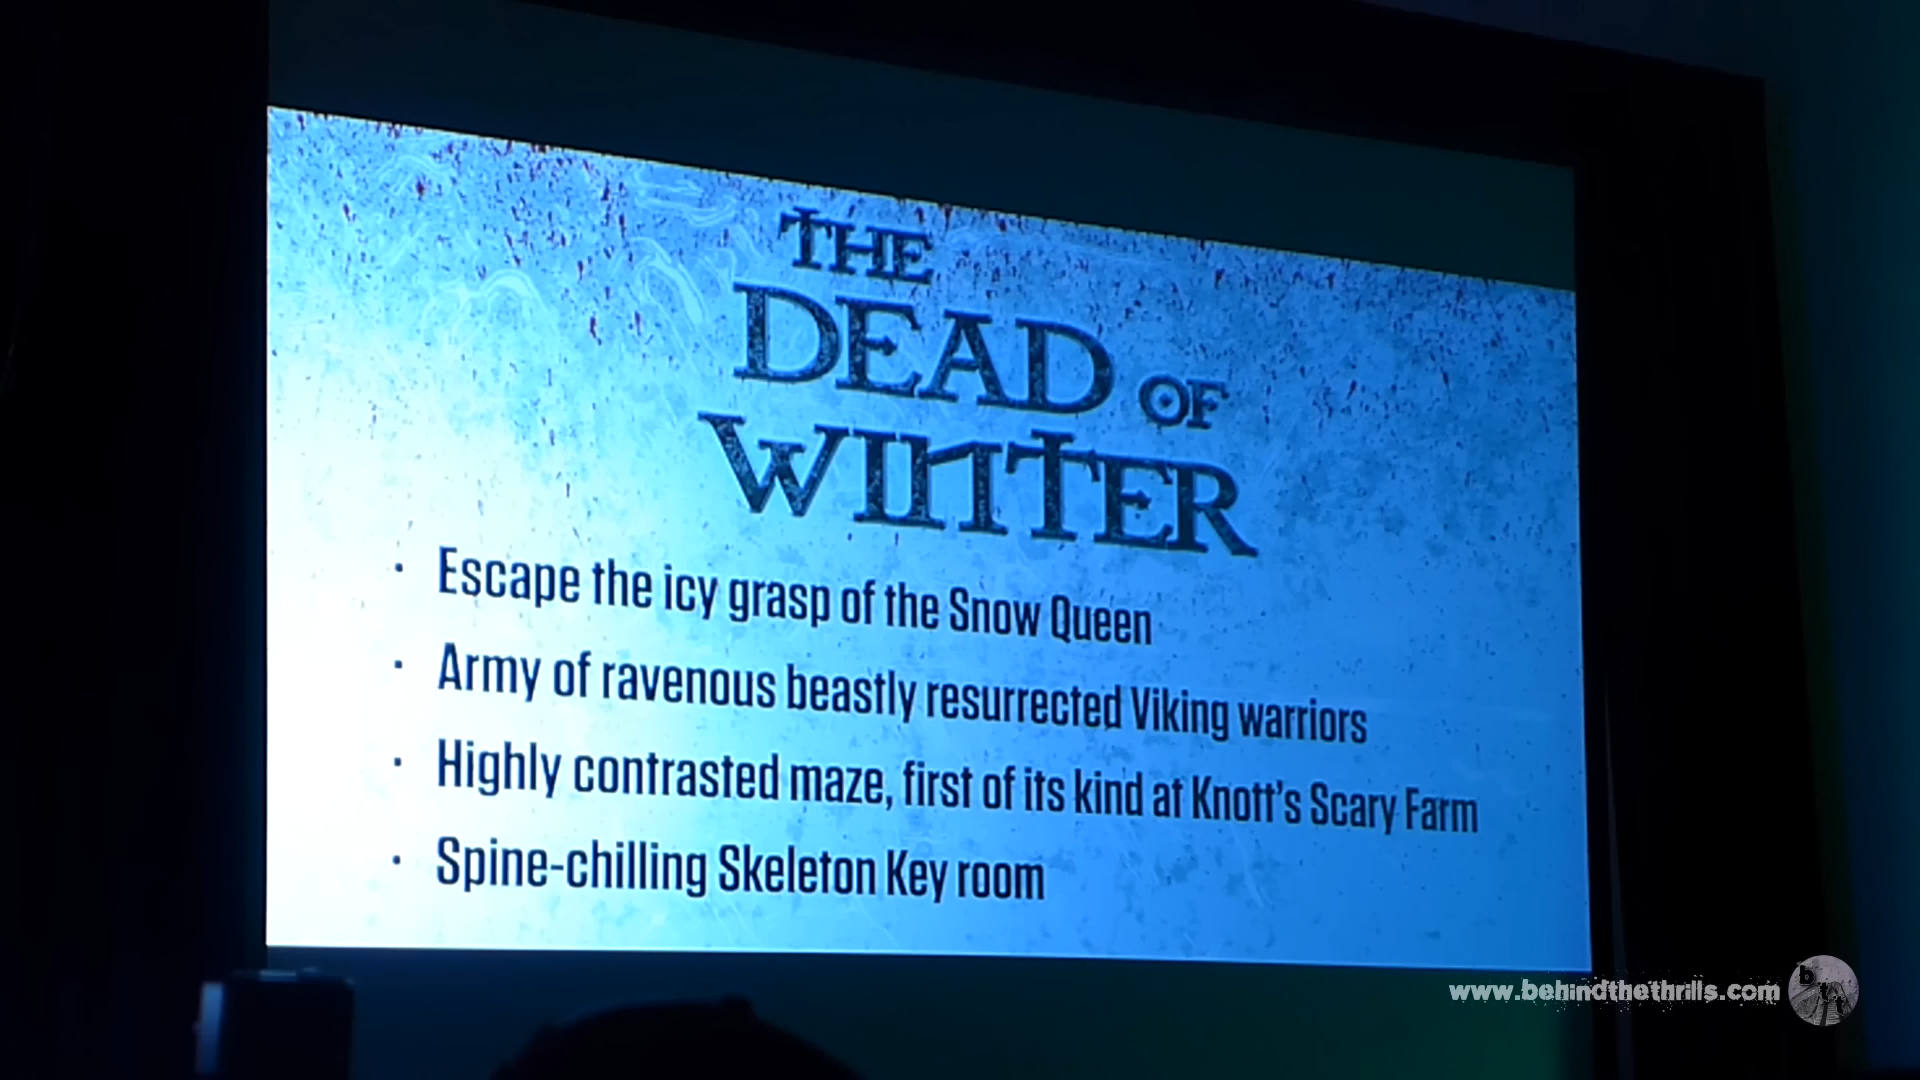 THE
DEAD OF
WINTER
· Escape the icy grasp of the Snow Queen
· Army of ravenous beastly resurrected Viking warriors
· Highly contrasted maze, first of its kind at Knott's Scary Farm
· Spine-chilling Skeleton Key room
www.behindthethrills.com